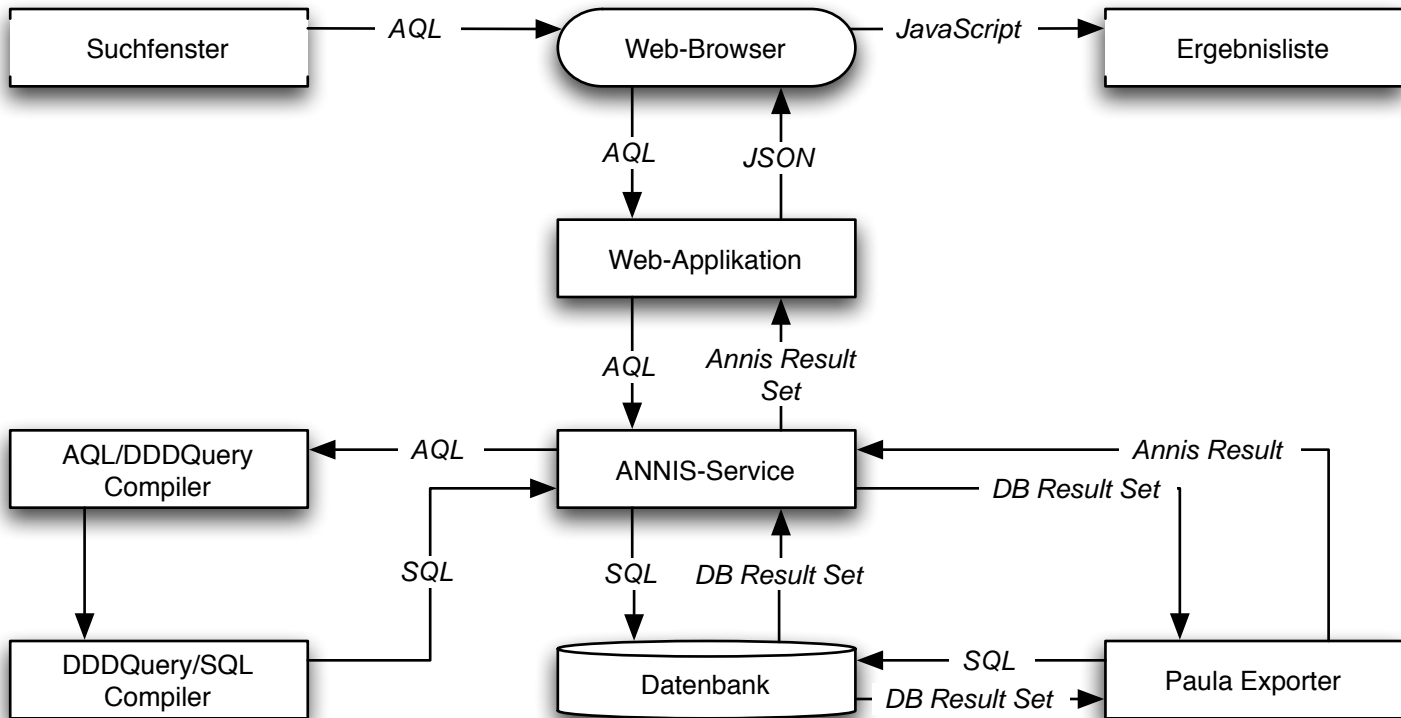 Suchfenster
AQL
Web-Browser
JavaScript
Ergebnisliste
AQL
JSON
Web-Applikation
AQL
Annis Result
Set
AQL/DDDQuery
Compiler
AQL
ANNIS-Service
Annis Result
DB Result Set
SQL
SQL
DB Result Set
DDDQuery/SQL
Compiler
Datenbank
SQL
DB Result Set
Paula Exporter